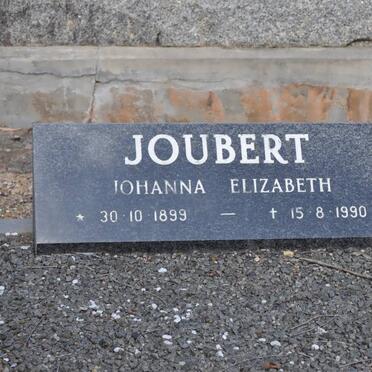 JOUBERT
JOHANNA ELIZABETH
* 30·10·1899 — † 15·8·1990